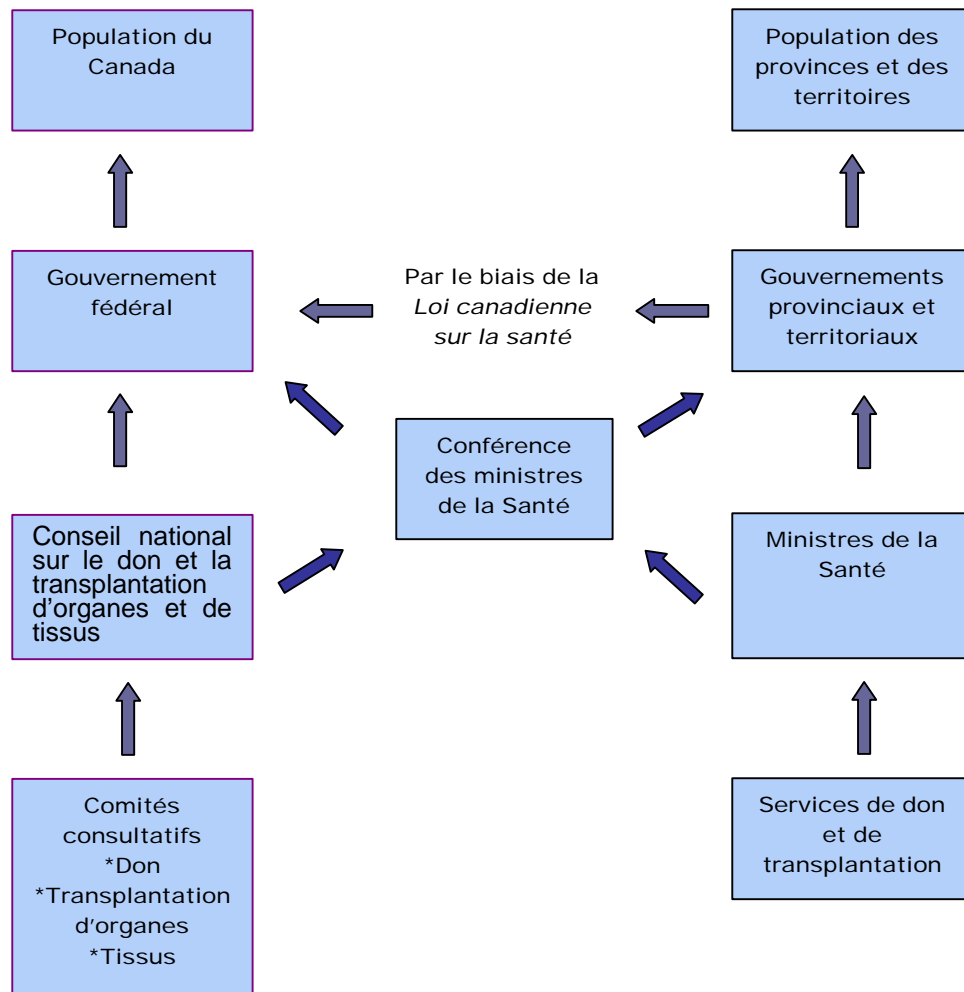 Population du
Canada
Population des
provinces et des
territoires
Gouvernement
fédéral
Par le biais de la
Loi canadienne
sur la santé
Gouvernements
provinciaux et
territoriaux
Conférence
des ministres
de la Santé
Conseil national
sur le don et la
transplantation
d'organes et de
tissus
Ministres de la
Santé
Comités
consultatifs
*Don
*Transplantation
d'organes
*Tissus
Services de don
et de
transplantation